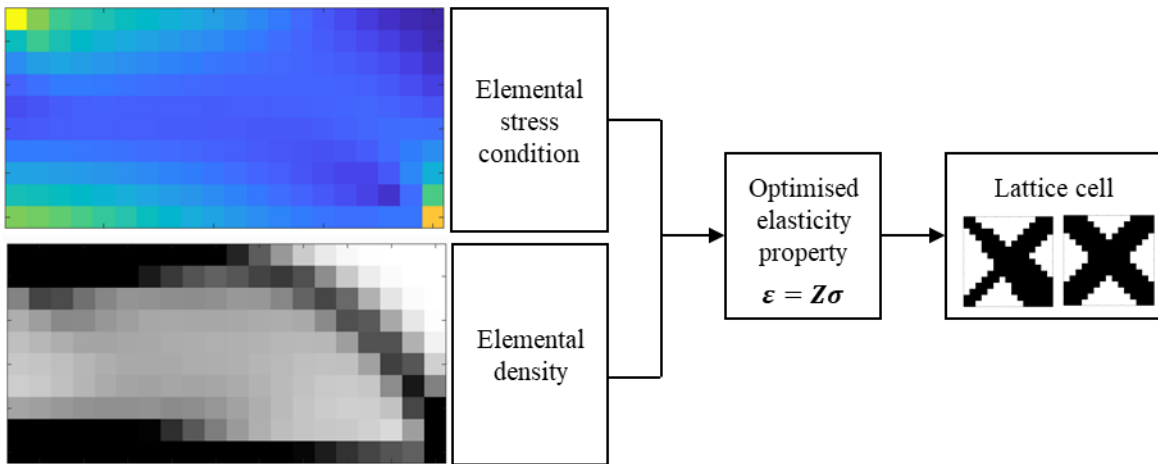 Elemental
stress
condition
Elemental
density
Optimised
elasticity
property
ε = Zσ
Lattice cell